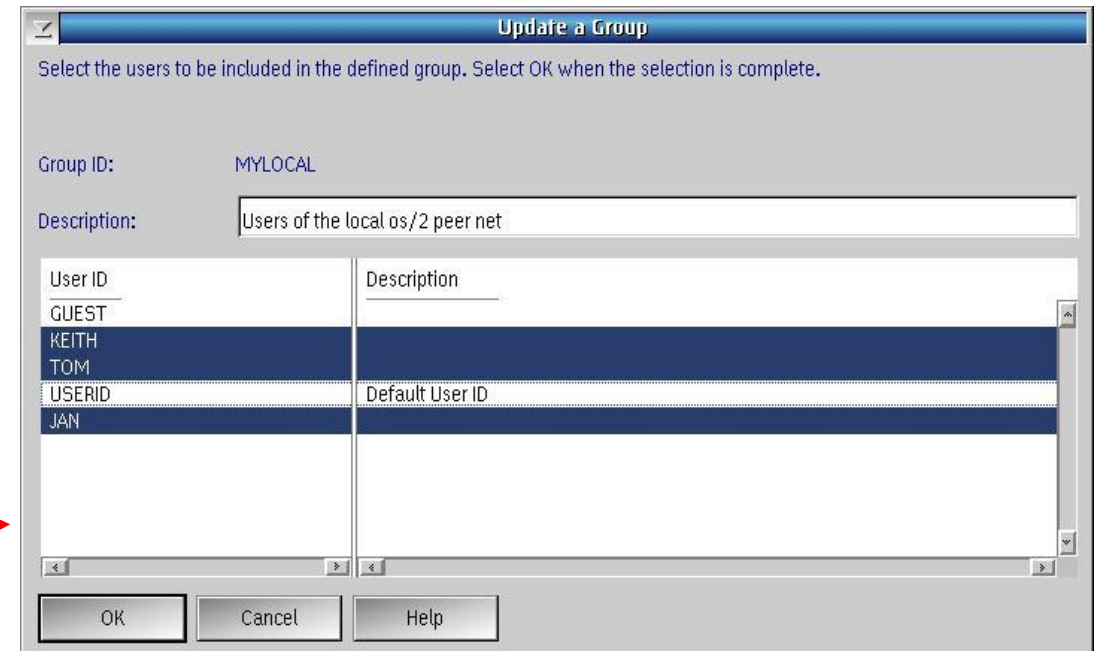 Update a Group
Select the users to be included in the defined group. Select OK when the selection is complete.
Group ID: MYLOCAL
Description: Users of the local os/2 peer net
User ID Description
GUEST
KEITH
TOM
USERID Default User ID
JAN
OK Cancel Help